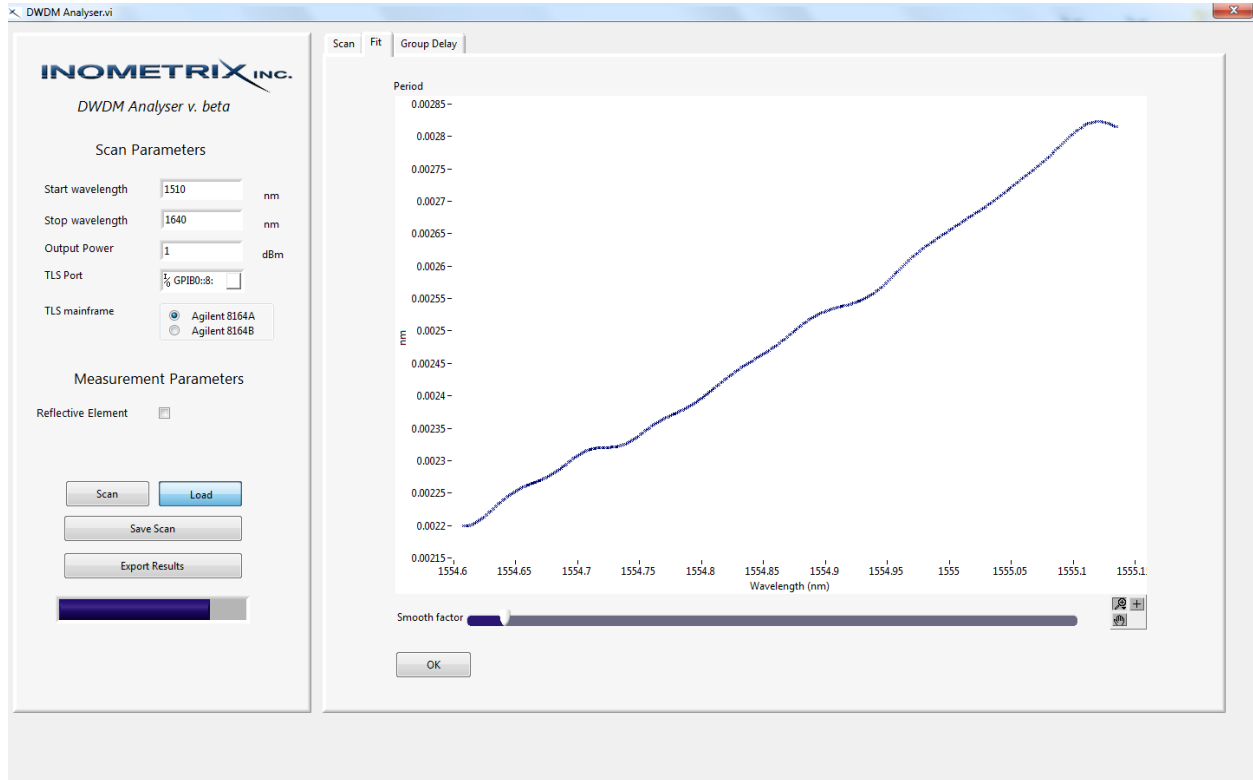 DWDM Analyser.vi
x
INOMETRIX INC.
DWDM Analyser v. beta
Scan Parameters
Start wavelength 1510 nm
Stop wavelength 1640 nm
Output Power 1 dBm
TLS Port I/O GPIB0::8:
TLS mainframe Agilent 8164A
Agilent 8164B
Measurement Parameters
Reflective Element
Scan Load
Save Scan
Export Results
Scan Fit Group Delay
Period
0.00285
0.0028
0.00275
0.0027
0.00265
0.0026
0.00255
0.0025
0.00245
0.0024
0.00235
0.0023
0.00225
0.0022
0.00215
nm
1554.6 1554.65 1554.7 1554.75 1554.8 1554.85 1554.9 1554.95 1555 1555.05 1555.1
Wavelength (nm)
Smooth factor
OK